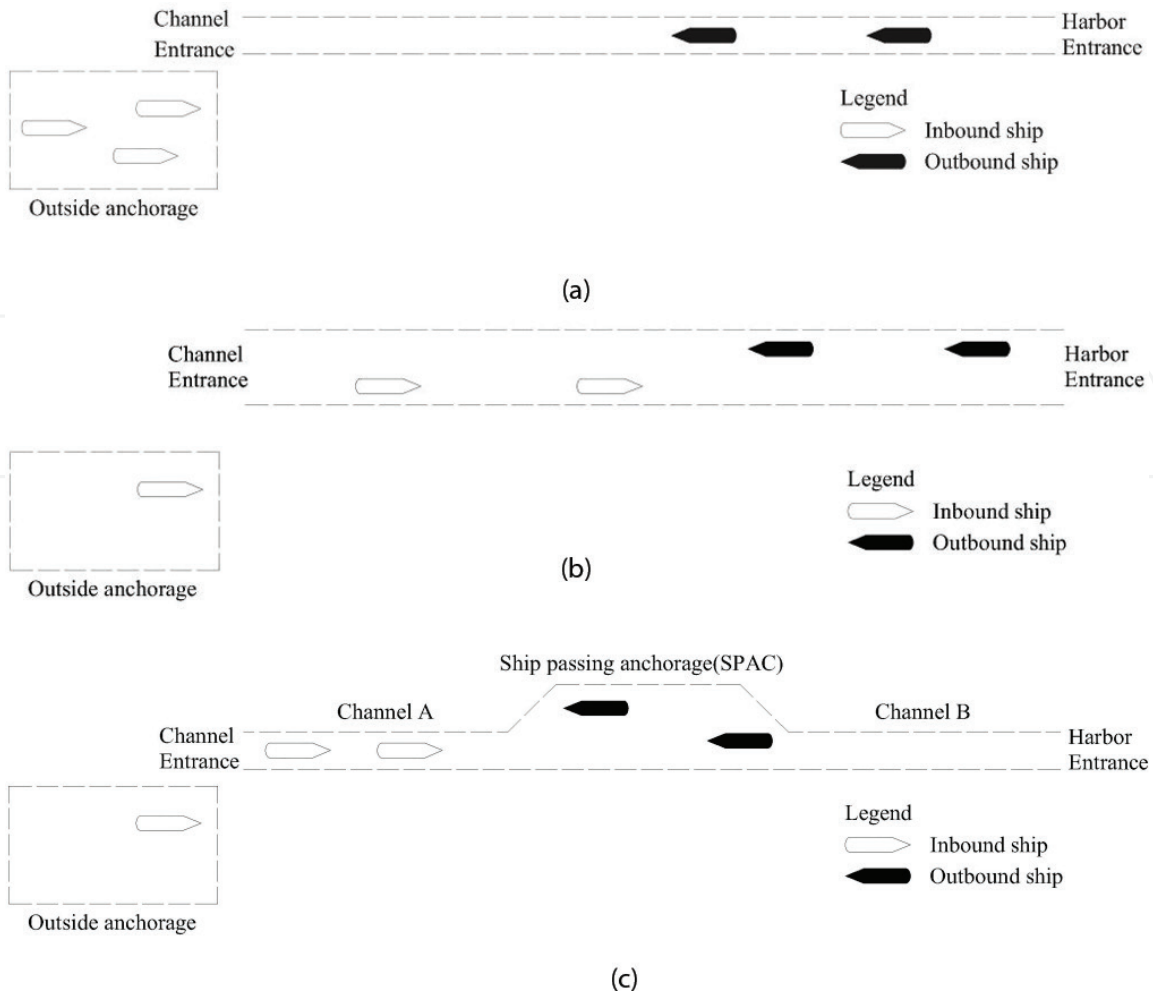 Channel
Entrance
Harbor
Entrance
Legend
Inbound ship
Outbound ship
Outside anchorage
(a)
Channel
Entrance
Harbor
Entrance
Legend
Inbound ship
Outbound ship
Outside anchorage
(b)
Ship passing anchorage(SPAC)
Channel A
Channel B
Channel
Entrance
Harbor
Entrance
Legend
Inbound ship
Outbound ship
Outside anchorage
(c)